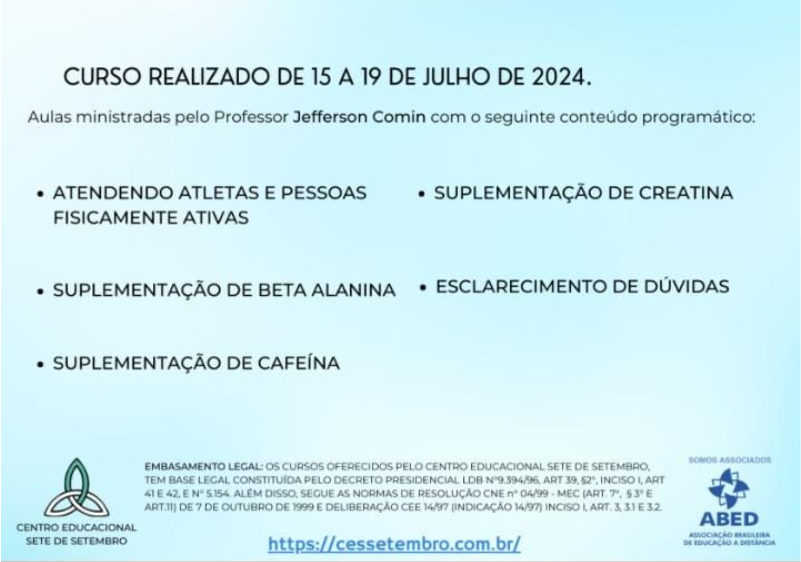 CURSO REALIZADO DE 15 A 19 DE JULHO DE 2024.
Aulas ministradas pelo Professor Jefferson Comin com o seguinte conteúdo programático:
• ATENDENDO ATLETAS E PESSOAS
FISICAMENTE ATIVAS
• SUPLEMENTAÇÃO DE BETA ALANINA
• SUPLEMENTAÇÃO DE CAFEÍNA
• SUPLEMENTAÇÃO DE CREATINA
• ESCLARECIMENTO DE DÚVIDAS
CENTRO EDUCACIONAL
SETE DE SETEMBRO
EMBASAMENTO LEGAL: OS CURSOS OFERECIDOS PELO CENTRO EDUCACIONAL SETE DE SETEMBRO,
TEM BASE LEGAL CONSTITUÍDA PELO DECRETO PRESIDENCIAL LDB N°9.394/96, ART 39, §2°, INCISO I, ART
41 E 42, E N° 5.154. ALÉM DISSO, SEGUE AS NORMAS DE RESOLUÇÃO CNE n° 04/99 - MEC (ART. 7°, § 3° E
ART.11) DE 7 DE OUTUBRO DE 1999 E DELIBERAÇÃO CEE 14/97 (INDICAÇÃO 14/97) INCISO I, ART. 3, 3.1 E 3.2.
https://cessetembro.com.br/
SOMOS ASSOCIADOS
ABED
ASSOCIAÇÃO BRASILEIRA
DE EDUCAÇÃO A DISTÂNCIA